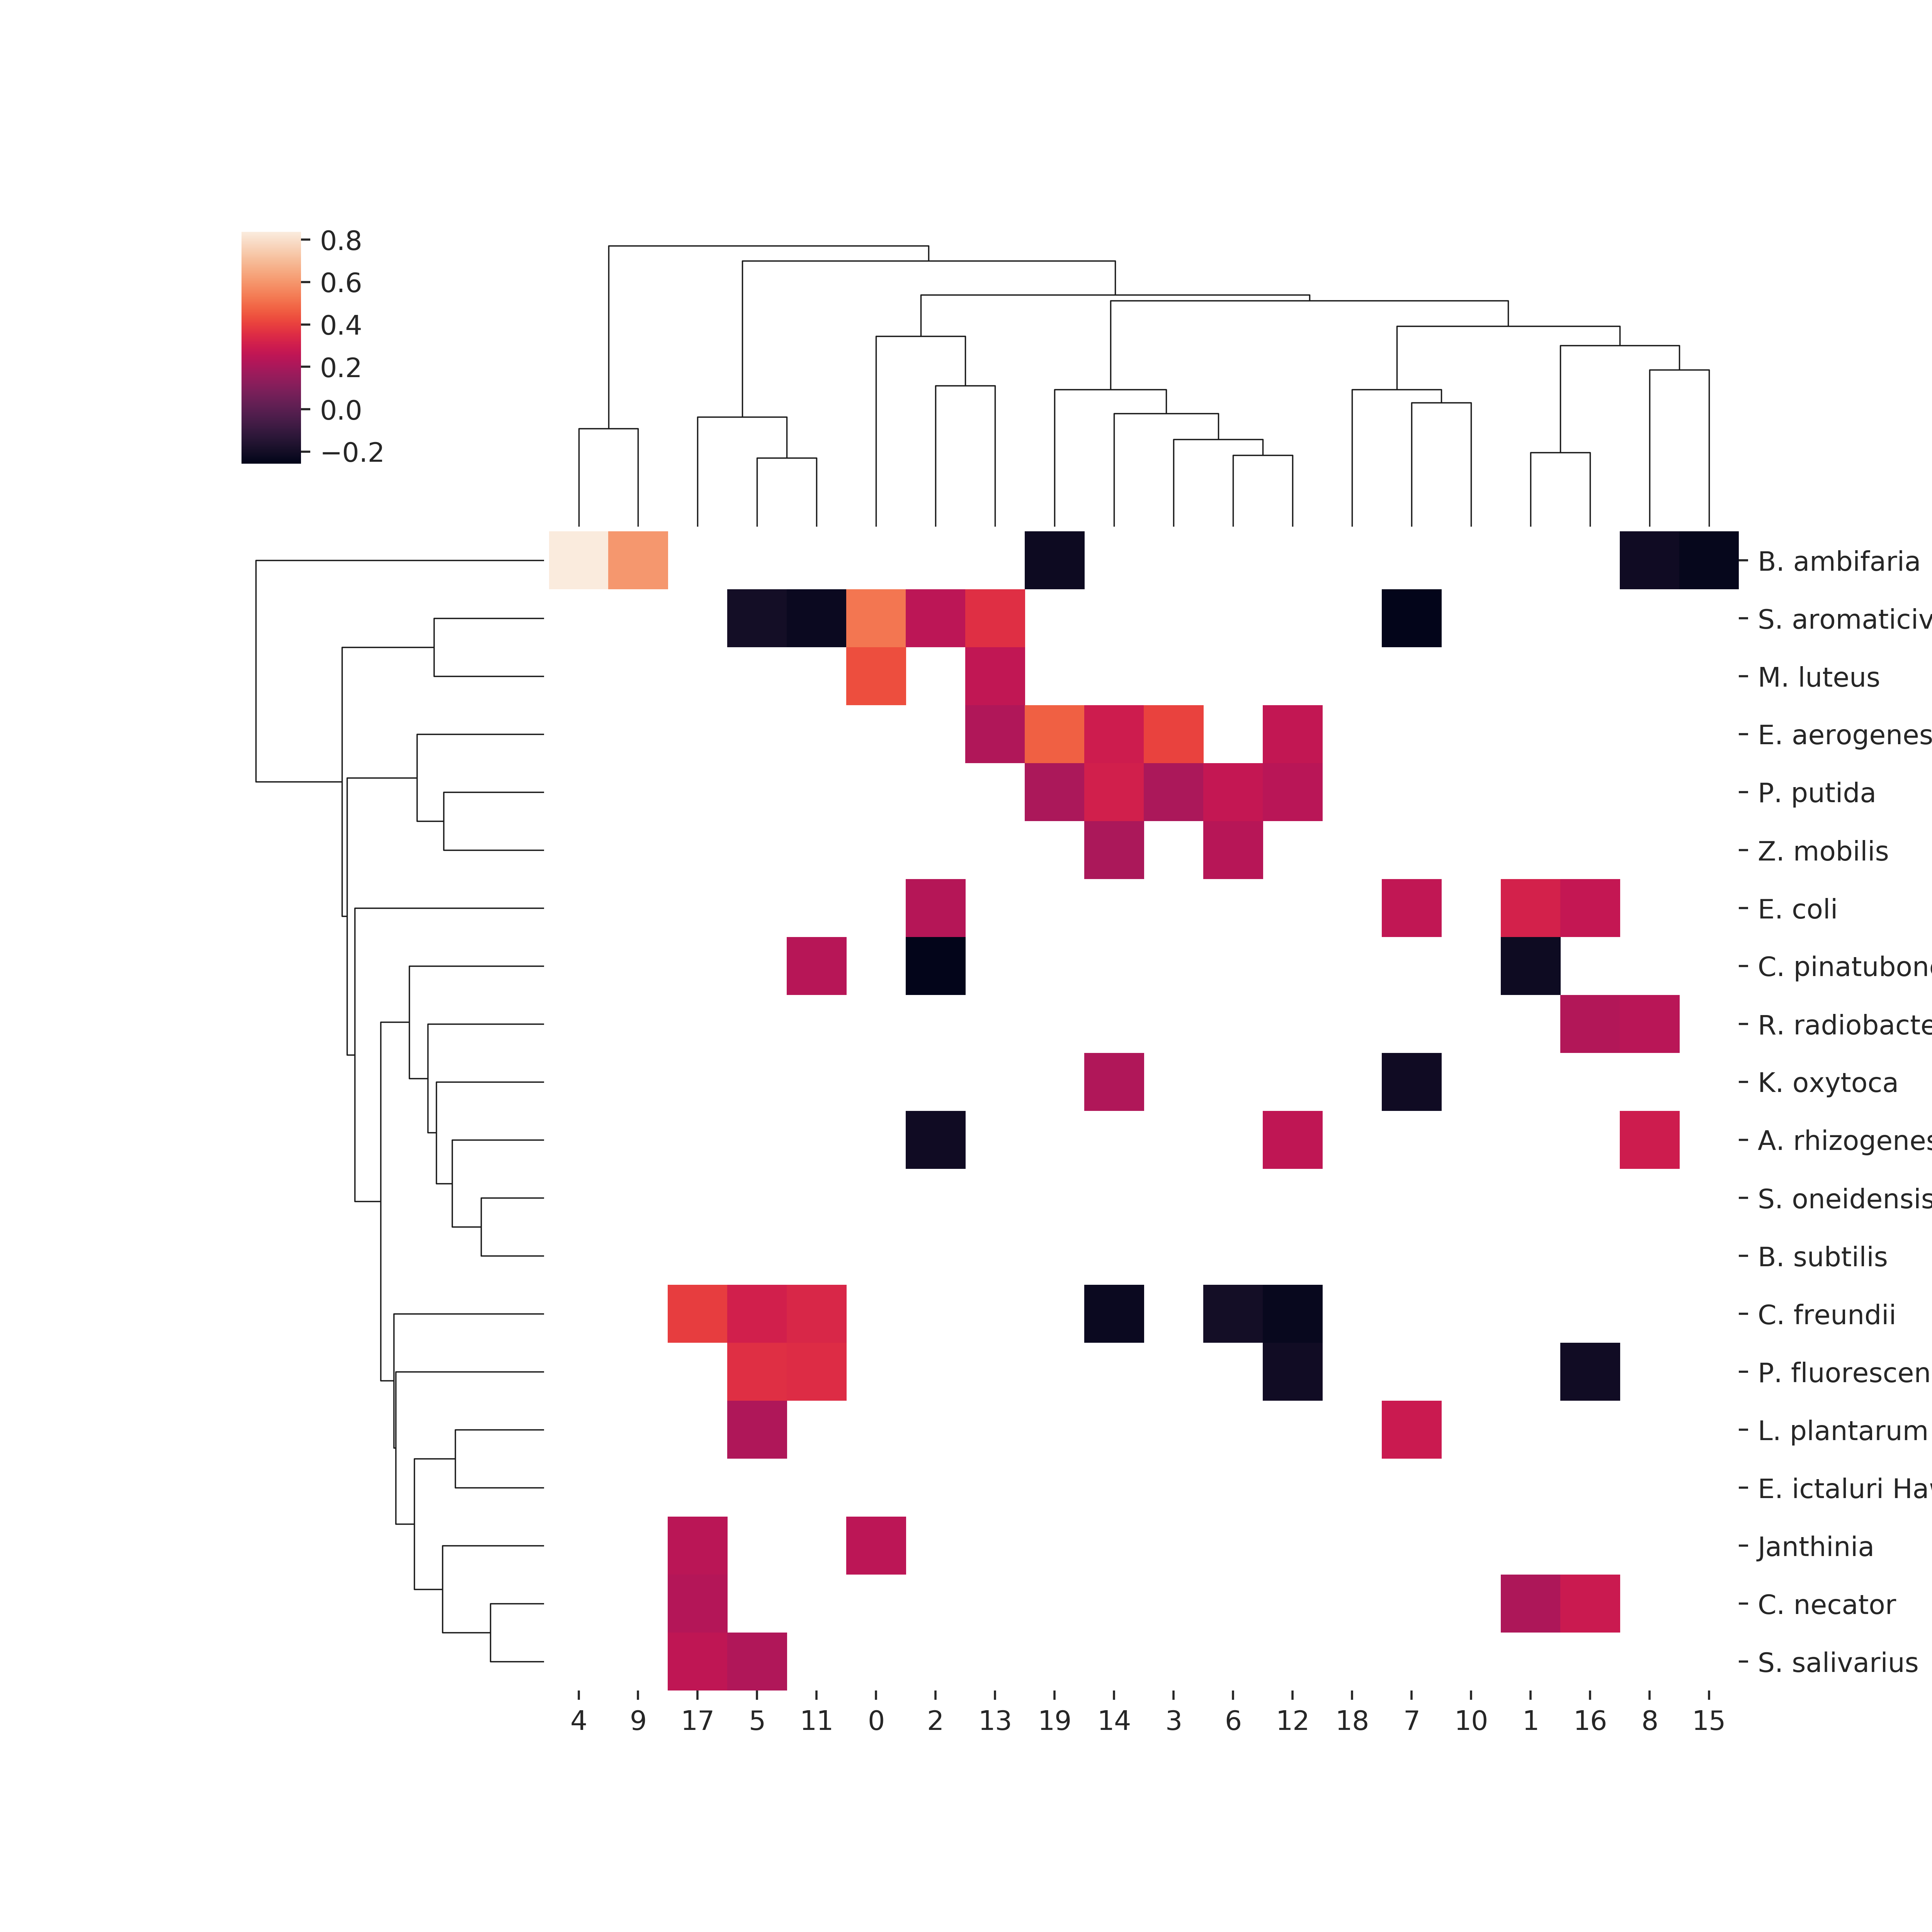 0.8
0.6
0.4
0.2
0.0
−0.2
B. ambifaria
S. aromaticiv
M. luteus
E. aerogenes
P. putida
Z. mobilis
E. coli
C. pinatubon
R. radiobacte
K. oxytoca
A. rhizogenes
S. oneidensis
B. subtilis
C. freundii
P. fluorescen
L. plantarum
E. ictaluri Ha
Janthinia
C. necator
S. salivarius
4 9 17 5 11 0 2 13 19 14 3 6 12 18 7 10 1 16 8 15